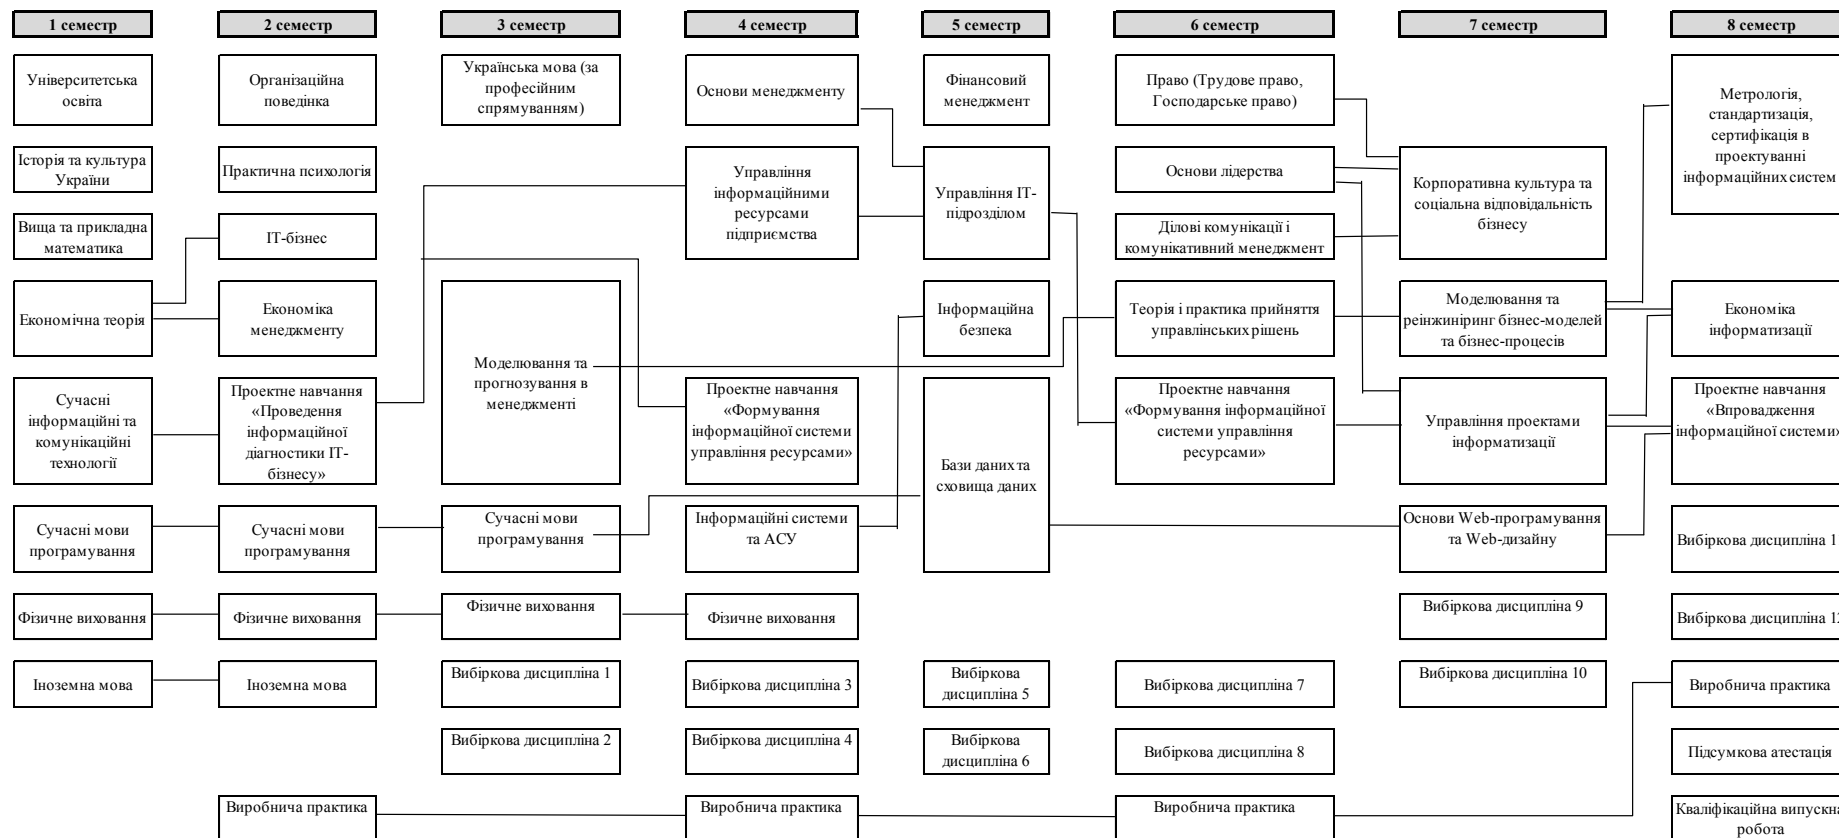 1 семестр
2 семестр
3 семестр
4 семестр
5 семестр
6 семестр
7 семестр
8 семестр
Університетська
освіта
Історія та культура
України
Вища та прикладна
математика
Економічна теорія
Сучасні
інформаційні та
комунікаційні
технології
Сучасні мови
програмування
Фізичне виховання
Іноземна мова
Організаційна
поведінка
Практична психологія
ІТ-бізнес
Економіка
менеджменту
Проектне навчання
«Проведення
інформаційної
діагностики ІТ-
бізнесу»
Сучасні мови
програмування
Фізичне виховання
Іноземна мова
Виробнича практика
Українська мова (за
професійним
спрямуванням)
Моделювання та
прогнозування в
менеджменті
Сучасні мови
програмування
Фізичне виховання
Вибіркова дисципліна 1
Вибіркова дисципліна 2
Основи менеджменту
Управління
інформаційними
ресурсами
підприємства
Проектне навчання
«Формування
інформаційної системи
управління ресурсами»
Інформаційні системи
та АСУ
Фізичне виховання
Вибіркова дисципліна 3
Вибіркова дисципліна 4
Виробнича практика
Фінансовий
менеджмент
Управління ІТ-
підрозділом
Інформаційна
безпека
Бази даних та
сховища даних
Вибіркова
дисципліна 5
Вибіркова
дисципліна 6
Право (Трудове право,
Господарське право)
Основи лідерства
Ділові комунікації і
комунікативний менеджмент
Теорія і практика прийняття
управлінських рішень
Проектне навчання
«Формування інформаційної
системи управління
ресурсами»
Вибіркова дисципліна 7
Вибіркова дисципліна 8
Виробнича практика
Корпоративна культура та
соціальна відповідальність
бізнесу
Моделювання та
реінжиніринг бізнес-моделей
та бізнес-процесів
Управління проектами
інформатизації
Основи Web-програмування
та Web-дизайну
Вибіркова дисципліна 9
Вибіркова дисципліна 10
Метрологія,
стандартизація,
сертифікація в
проектуванні
інформаційних систем
Економіка
інформатизації
Проектне навчання
«Впровадження
інформаційної системи»
Вибіркова дисципліна 1
Вибіркова дисципліна 12
Виробнича практика
Підсумкова атестація
Кваліфікаційна випускна
робота